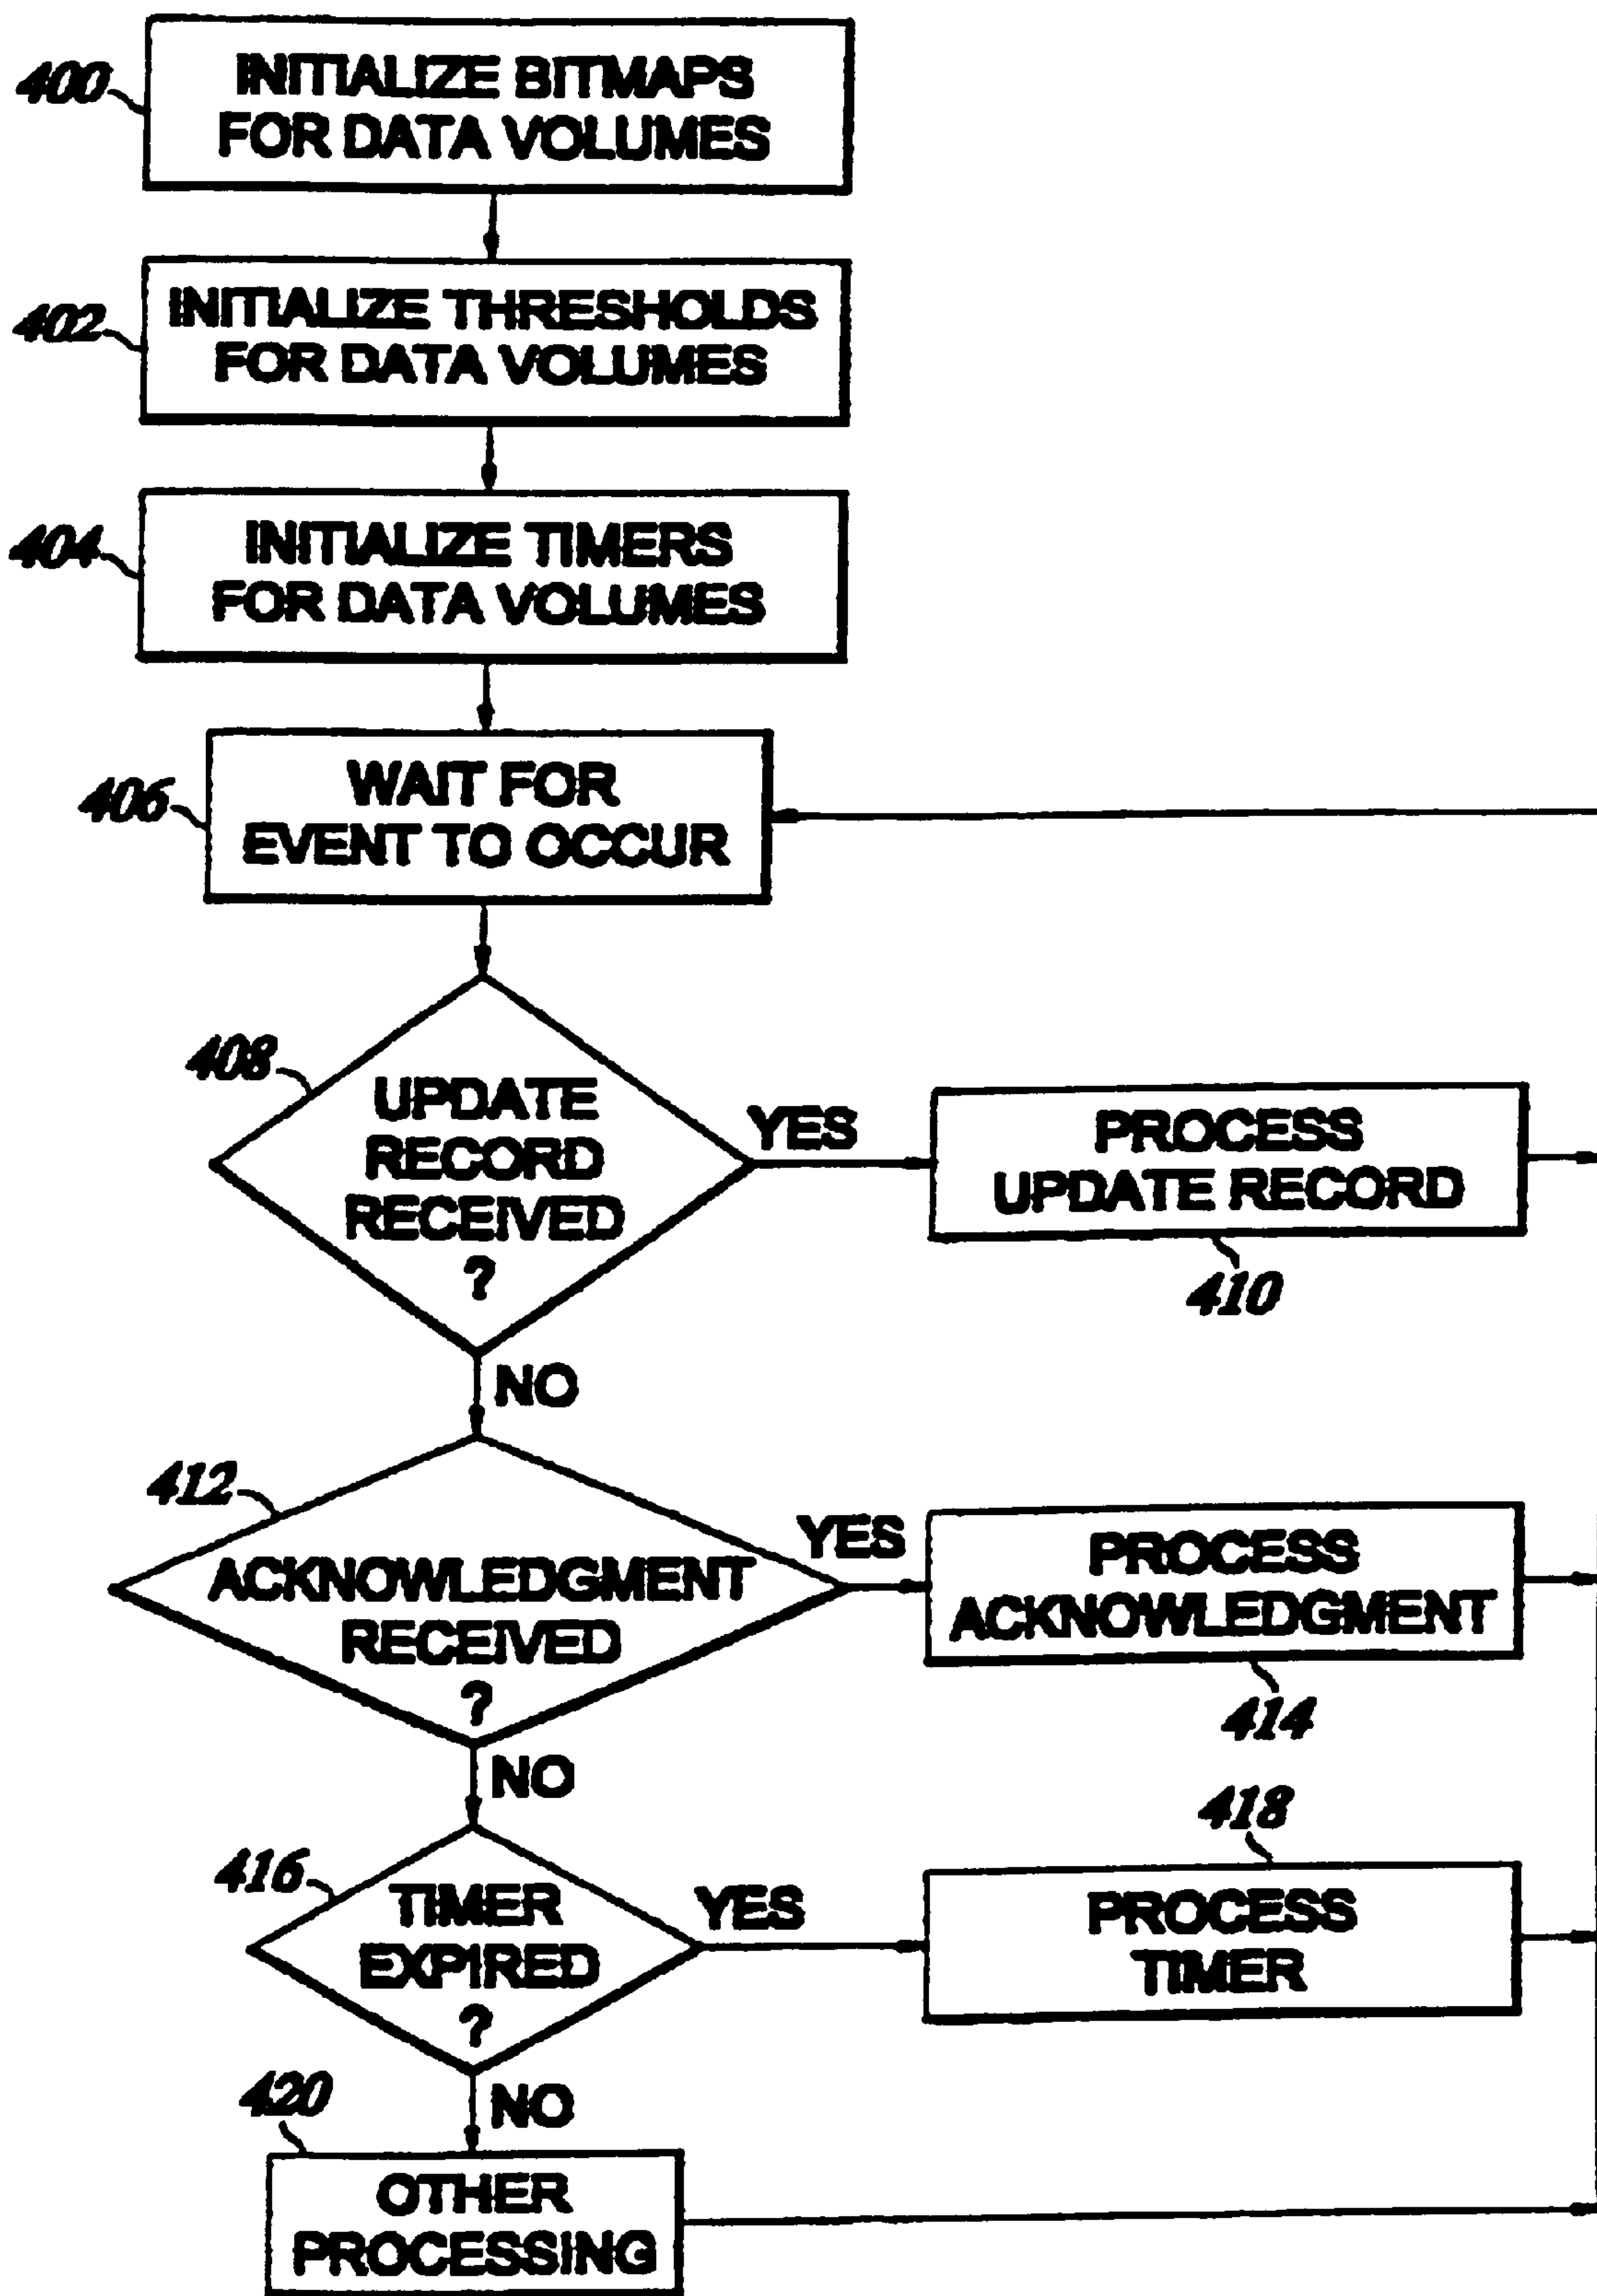 400
INITIALIZE BITMAPS
FOR DATA VOLUMES
402
INITIALIZE THRESHOLDS
FOR DATA VOLUMES
404
INITIALIZE TIMERS
FOR DATA VOLUMES
406
WAIT FOR
EVENT TO OCCUR
408
UPDATE
RECORD
RECEIVED
?
YES
PROCESS
UPDATE RECORD
410
NO
412
ACKNOWLEDGMENT
RECEIVED
?
YES
PROCESS
ACKNOWLEDGMENT
414
NO
416
TIMER
EXPIRED
?
YES
418
PROCESS
TIMER
NO
420
OTHER
PROCESSING